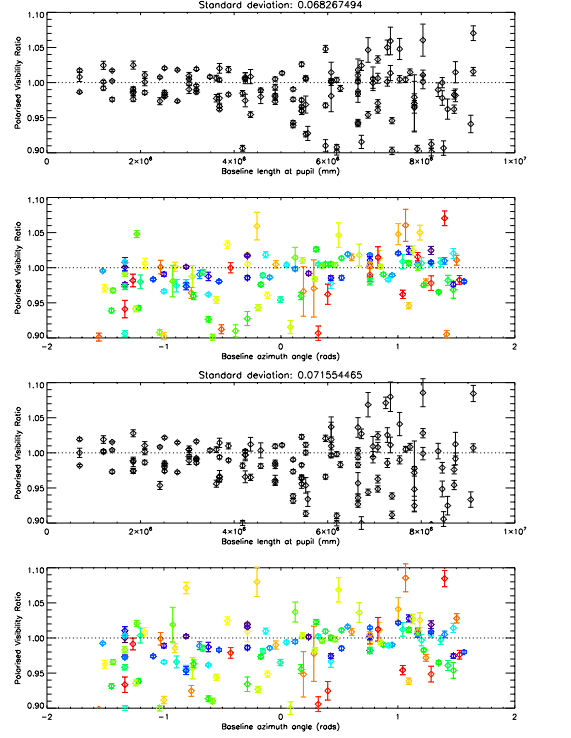 Standard deviation: 0.068267494
Polarised Visibility Ratio
1.10
1.05
1.00
0.95
0.90
0 2×10⁶ 4×10⁶ 6×10⁶ 8×10⁶ 1×10⁷
Baseline length at pupil (mm)
Polarised Visibility Ratio
1.10
1.05
1.00
0.95
0.90
-2 -1 0 1 2
Baseline azimuth angle (rads)
Standard deviation: 0.071554465
Polarised Visibility Ratio
1.10
1.05
1.00
0.95
0.90
0 2×10⁶ 4×10⁶ 6×10⁶ 8×10⁶ 1×10⁷
Baseline length at pupil (mm)
Polarised Visibility Ratio
1.10
1.05
1.00
0.95
0.90
-2 -1 0 1 2
Baseline azimuth angle (rads)